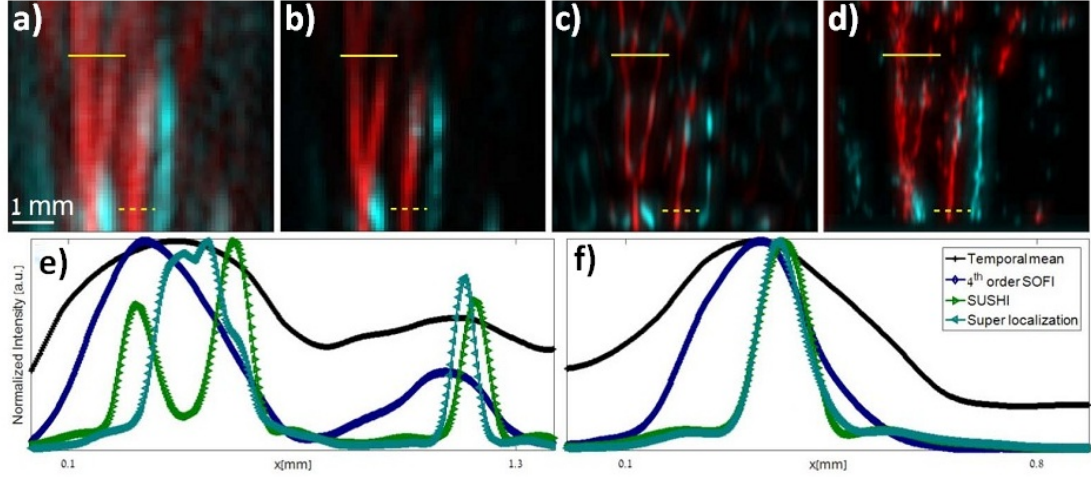 a)
b)
c)
d)
1 mm
e)
f)
Normalized Intensity [a.u.]
Temporal mean
4th order SOFI
SUSHI
Super localization
0.1
x[mm]
1.3
0.1
x[mm]
0.8